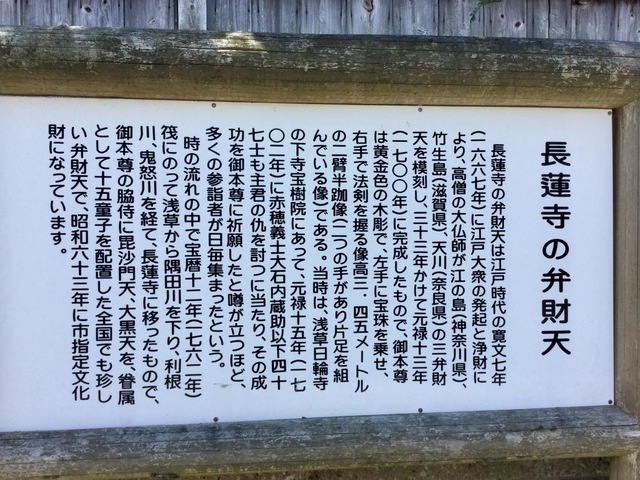 長蓮寺の弁財天
長蓮寺の弁財天は江戸時代の寛文七年
(一六六七年)に江戸大衆の発起と浄財に
より、高僧の大仏師が江の島(神奈川県)、
竹生島(滋賀県)、天川(奈良県)の三弁財
天を模刻し、三十三年かけて元禄十三年
(一七〇〇年)に完成したもので、御本尊
は黄金色の木彫で、左手に宝珠を乗せ、
右手で法剣を握る像高三・四五メートル
の二臂半跏像(二つの手があり片足を組
んでいる像)である。当時は、浅草日輪寺
の下寺宝樹院にあって、元禄十五年(一七
〇二年)に赤穂義士大石内蔵助以下四十
七士も主君の仇を討つに当たり、その成
功を御本尊に祈願したと噂が立つほど、
多くの参詣者が日毎集まったという。
時の流れの中で宝暦十二年(一七六二年)
筏にのって浅草から隅田川を下り、利根
川、鬼怒川を経て、長蓮寺に移ったもので、
御本尊の脇侍に毘沙門天、大黒天を、眷属
として十五童子を配置した全国でも珍し
い弁財天で、昭和六十三年に市指定文化
財になっています。